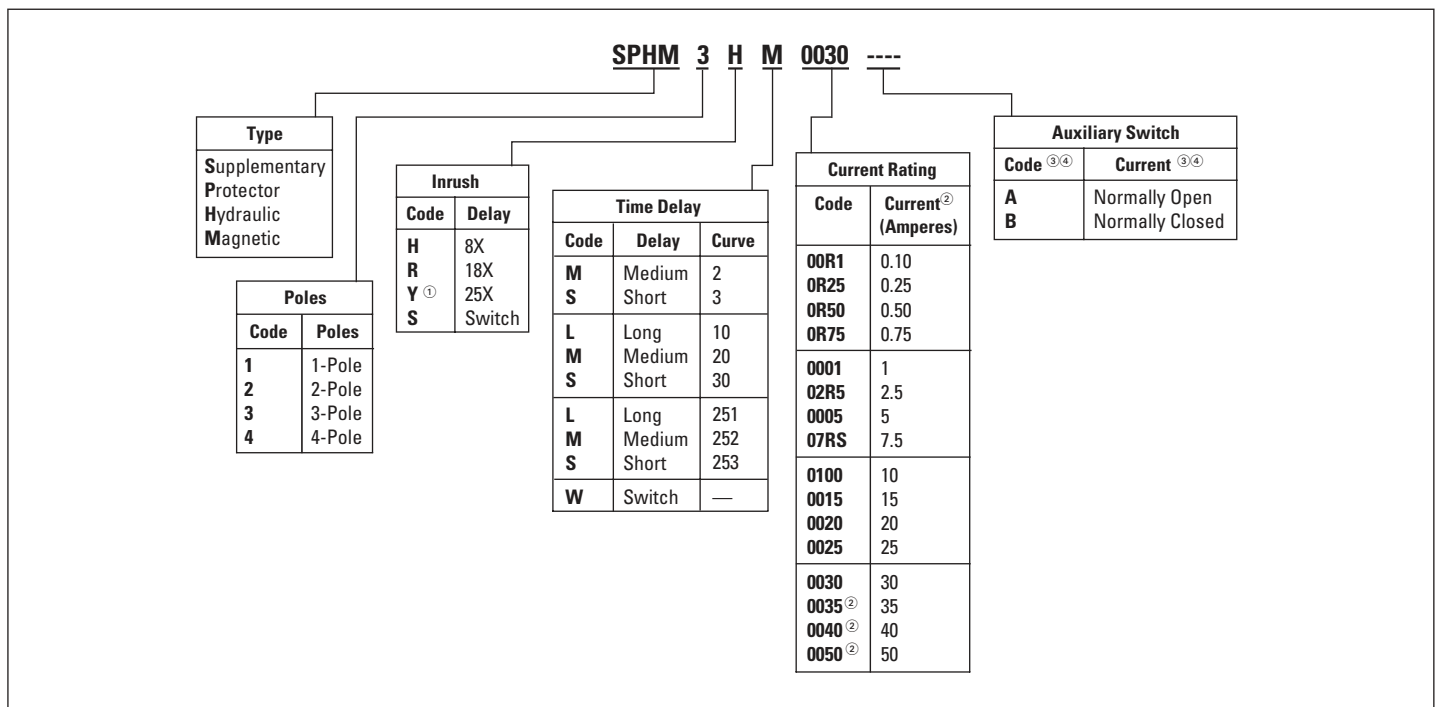 SPHM 3 H M 0030 ----
Type
Supplementary
Protector
Hydraulic
Magnetic
Poles
Code Poles
1 1-Pole
2 2-Pole
3 3-Pole
4 4-Pole
Inrush
Code Delay
H 8X
R 18X
Y ① 25X
S Switch
Time Delay
Code Delay Curve
M Medium 2
S Short 3
L Long 10
M Medium 20
S Short 30
L Long 251
M Medium 252
S Short 253
W Switch —
Current Rating
Code Current②
(Amperes)
00R1 0.10
0R25 0.25
0R50 0.50
0R75 0.75
0001 1
02R5 2.5
0005 5
07RS 7.5
0100 10
0015 15
0020 20
0025 25
0030 30
0035② 35
0040② 40
0050② 50
Auxiliary Switch
Code ③④ Current ③④
A Normally Open
B Normally Closed